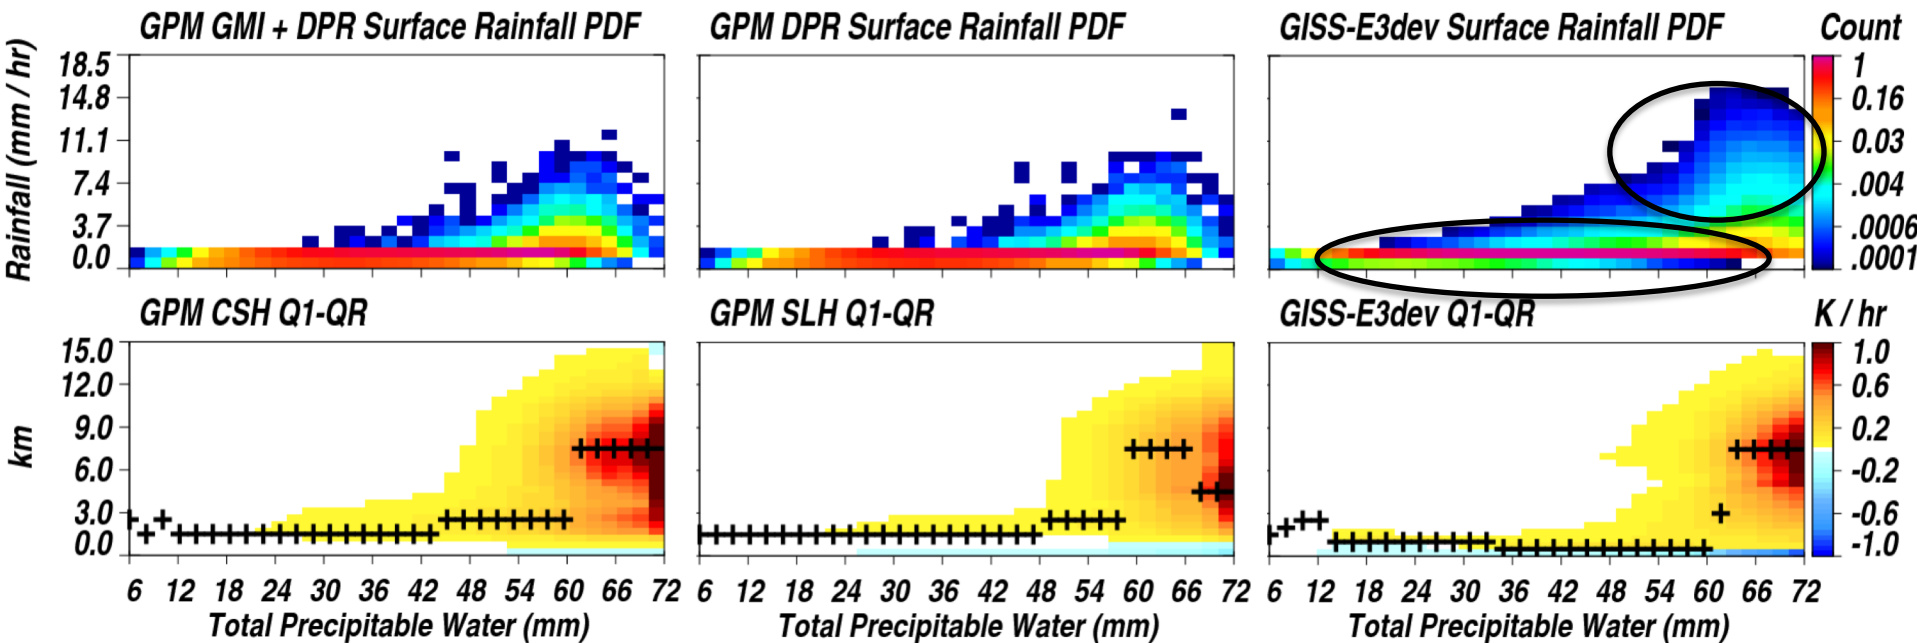 GPM GMI + DPR Surface Rainfall PDF
GPM DPR Surface Rainfall PDF
GISS-E3dev Surface Rainfall PDF
Count
Rainfall (mm / hr)
18.5
14.8
11.1
7.4
3.7
0.0
1
0.16
0.03
.004
.0006
.0001
GPM CSH Q1-QR
GPM SLH Q1-QR
GISS-E3dev Q1-QR
K / hr
km
15.0
12.0
9.0
6.0
3.0
0.0
1.0
0.6
0.2
-0.2
-0.6
-1.0
6 12 18 24 30 36 42 48 54 60 66 72
6 12 18 24 30 36 42 48 54 60 66 72
6 12 18 24 30 36 42 48 54 60 66 72
Total Precipitable Water (mm)
Total Precipitable Water (mm)
Total Precipitable Water (mm)